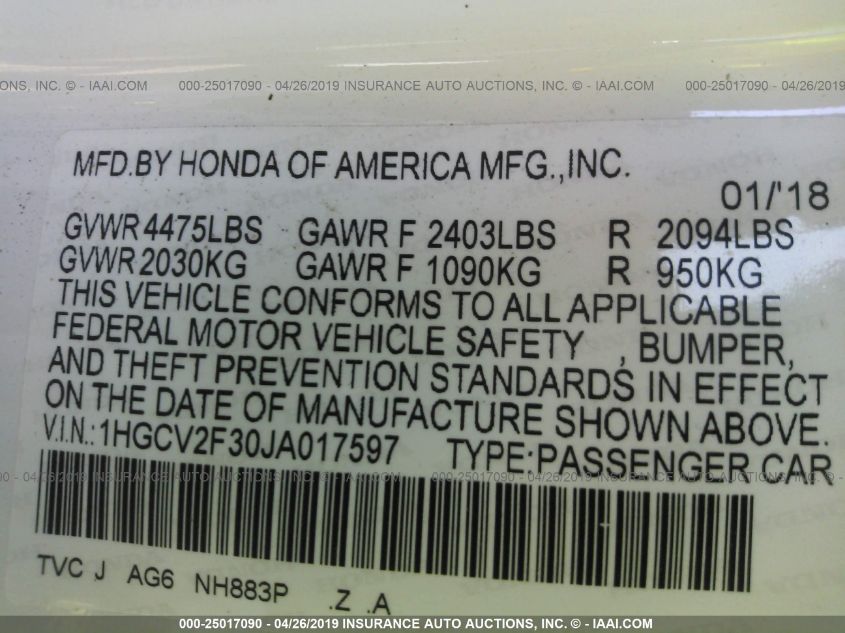 TIONS, INC. © - IAAI.COM 000-25017090 - 04/26/2019 INSURANCE AUTO AUCTIONS, INC. © - IAAI.COM 000-25017090 - 04/26/2019 INSU
MFD.BY HONDA OF AMERICA MFG.,INC.
01/'18
GVWR 4475LBS GAWR F 2403LBS R 2094LBS
GVWR 2030KG GAWR F 1090KG R 950KG
THIS VEHICLE CONFORMS TO ALL APPLICABLE
FEDERAL MOTOR VEHICLE SAFETY , BUMPER,
AND THEFT PREVENTION STANDARDS IN EFFECT
ON THE DATE OF MANUFACTURE SHOWN ABOVE.
V.I.N.: 1HGCV2F30JA017597 TYPE:PASSENGER CAR
TVC J AG6 NH883P .Z .A
000-25017090 - 04/26/2019 INSURANCE AUTO AUCTIONS, INC. © - IAAI.COM